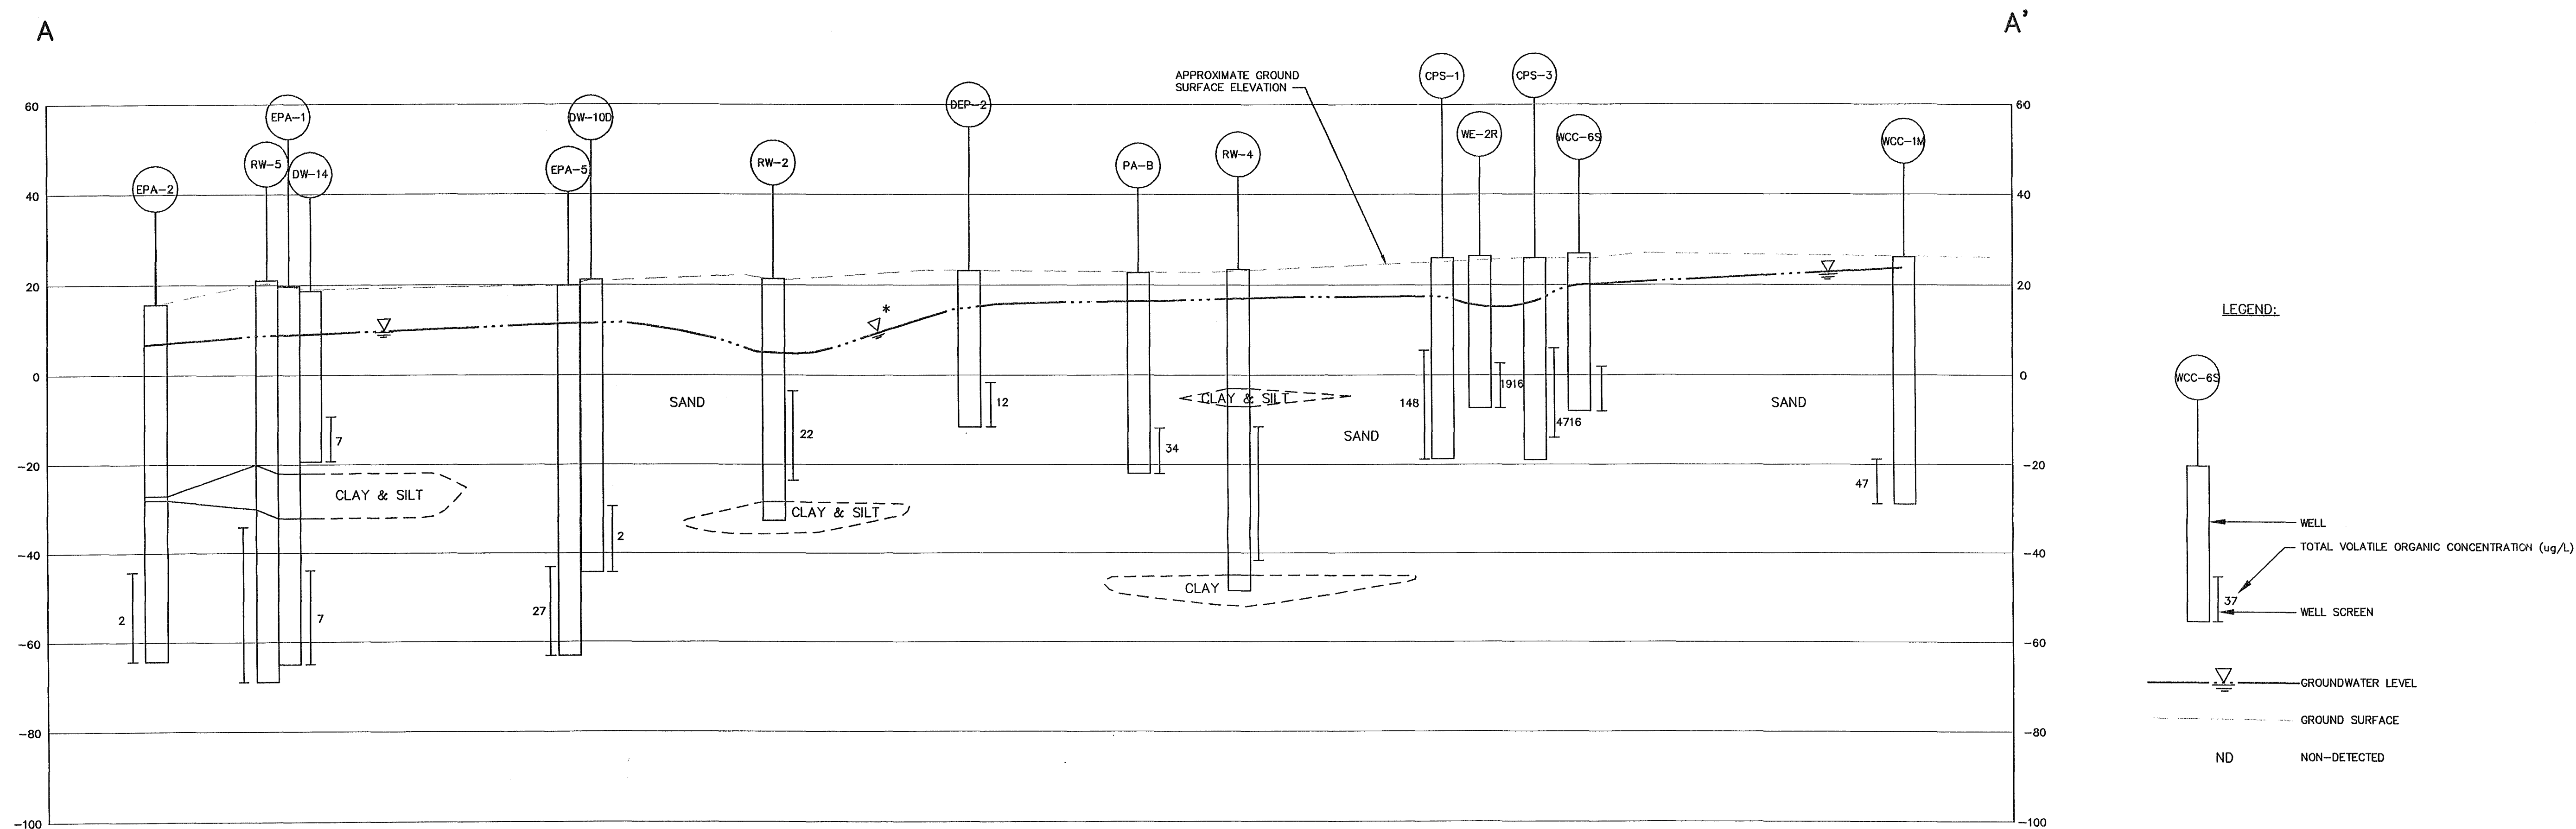 A
A'
APPROXIMATE GROUND
SURFACE ELEVATION
CPS-1
CPS-3
EPA-1
DW-10D
DEP-2
WE-2R
WCC-6S
WCC-1M
RW-5
DW-14
EPA-5
RW-2
PA-B
RW-4
EPA-2
60
60
40
40
20
20
*
0
0
SAND
CLAY & SILT
SAND
SAND
12
148
1916
4716
7
22
34
-20
-20
CLAY & SILT
CLAY & SILT
47
2
-40
-40
CLAY
2
7
27
-60
-60
-80
-80
-100
-100
LEGEND:
WCC-6S
WELL
TOTAL VOLATILE ORGANIC CONCENTRATION (ug/L)
37
WELL SCREEN
GROUNDWATER LEVEL
GROUND SURFACE
ND
NON-DETECTED